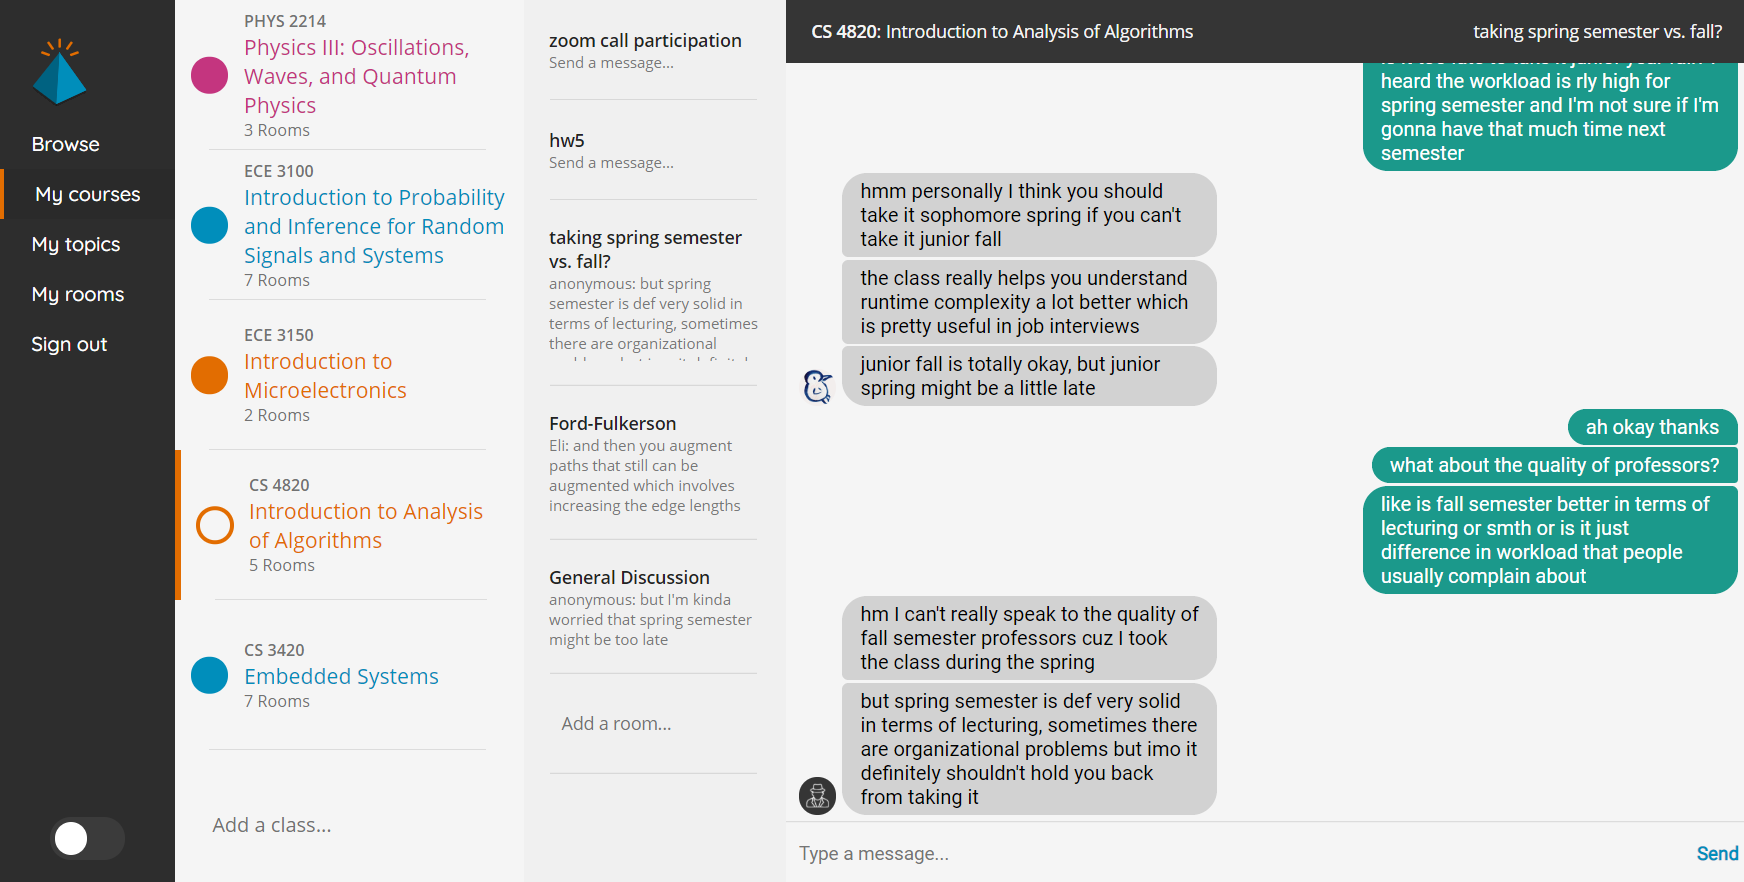 Browse
My courses
My topics
My rooms
Sign out
PHYS 2214
Physics III: Oscillations,
Waves, and Quantum
Physics
3 Rooms
ECE 3100
Introduction to Probability
and Inference for Random
Signals and Systems
7 Rooms
ECE 3150
Introduction to
Microelectronics
2 Rooms
CS 4820
Introduction to Analysis
of Algorithms
5 Rooms
CS 3420
Embedded Systems
7 Rooms
Add a class...
zoom call participation
Send a message...
hw5
Send a message...
taking spring semester
vs. fall?
anonymous: but spring
semester is def very solid in
terms of lecturing, sometimes
there are organizational
Ford-Fulkerson
Eli: and then you augment
paths that still can be
augmented which involves
increasing the edge lengths
General Discussion
anonymous: but I'm kinda
worried that spring semester
might be too late
Add a room...
CS 4820: Introduction to Analysis of Algorithms
taking spring semester vs. fall?
heard the workload is rly high for
spring semester and I'm not sure if I'm
gonna have that much time next
semester
hmm personally I think you should
take it sophomore spring if you can't
take it junior fall
the class really helps you understand
runtime complexity a lot better which
is pretty useful in job interviews
junior fall is totally okay, but junior
spring might be a little late
ah okay thanks
what about the quality of professors?
like is fall semester better in terms of
lecturing or smth or is it just
difference in workload that people
usually complain about
hm I can't really speak to the quality of
fall semester professors cuz I took
the class during the spring
but spring semester is def very solid
in terms of lecturing, sometimes there
are organizational problems but imo it
definitely shouldn't hold you back
from taking it
Type a message...
Send